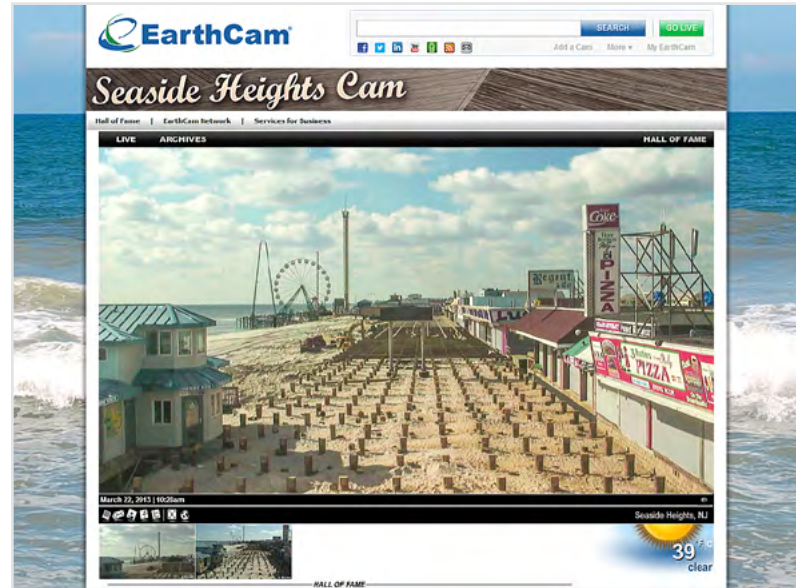 EarthCam
SEARCH
GO LIVE
Add a Cam
More
My EarthCam
Seaside Heights Cam
Hall of Fame | EarthCam Network | Services for Business
LIVE
ARCHIVES
HALL OF FAME
Coke
PIZZA
Regent
PIZZA
March 22, 2013 | 10:28am
Seaside Heights, NJ
39
F C
clear
HALL OF FAME